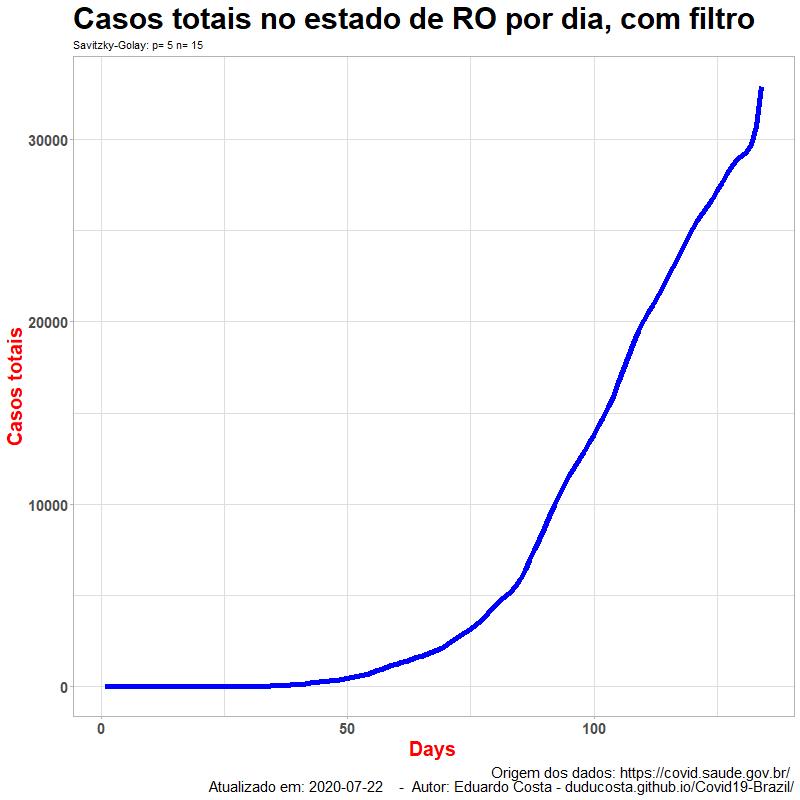 Casos totais no estado de RO por dia, com filtro
Savitzky-Golay: p= 5 n= 15
30000
20000
10000
0
Casos totais
0 50 100
Days
Origem dos dados: https://covid.saude.gov.br/
Atualizado em: 2020-07-22 - Autor: Eduardo Costa - duducosta.github.io/Covid19-Brazil/